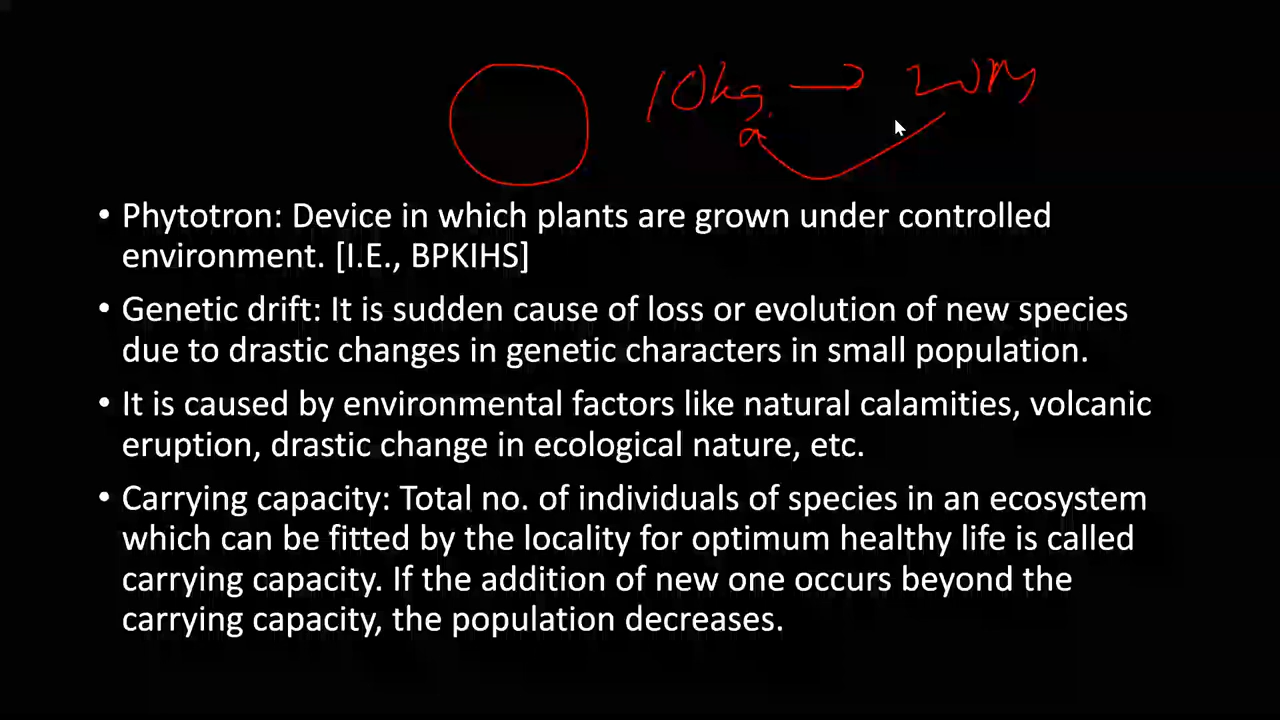 10kg → 20 M
• Phytotron: Device in which plants are grown under controlled
environment. [I.E., BPKIHS]
• Genetic drift: It is sudden cause of loss or evolution of new species
due to drastic changes in genetic characters in small population.
• It is caused by environmental factors like natural calamities, volcanic
eruption, drastic change in ecological nature, etc.
• Carrying capacity: Total no. of individuals of species in an ecosystem
which can be fitted by the locality for optimum healthy life is called
carrying capacity. If the addition of new one occurs beyond the
carrying capacity, the population decreases.